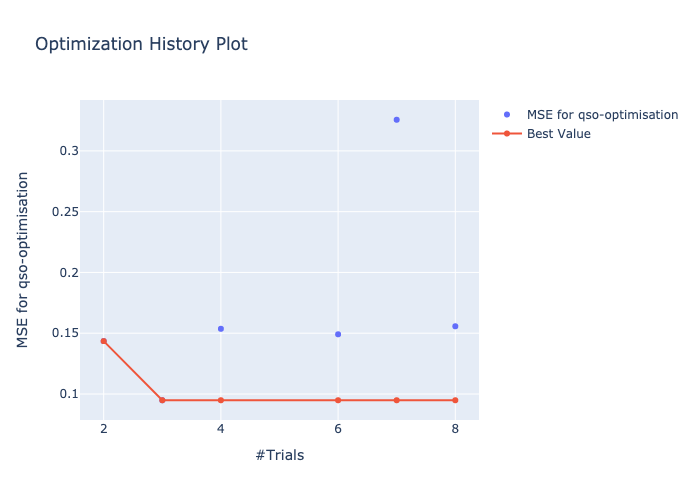 Optimization History Plot
MSE for qso-optimisation
Best Value
0.3
0.25
0.2
0.15
0.1
MSE for qso-optimisation
2
4
6
8
#Trials